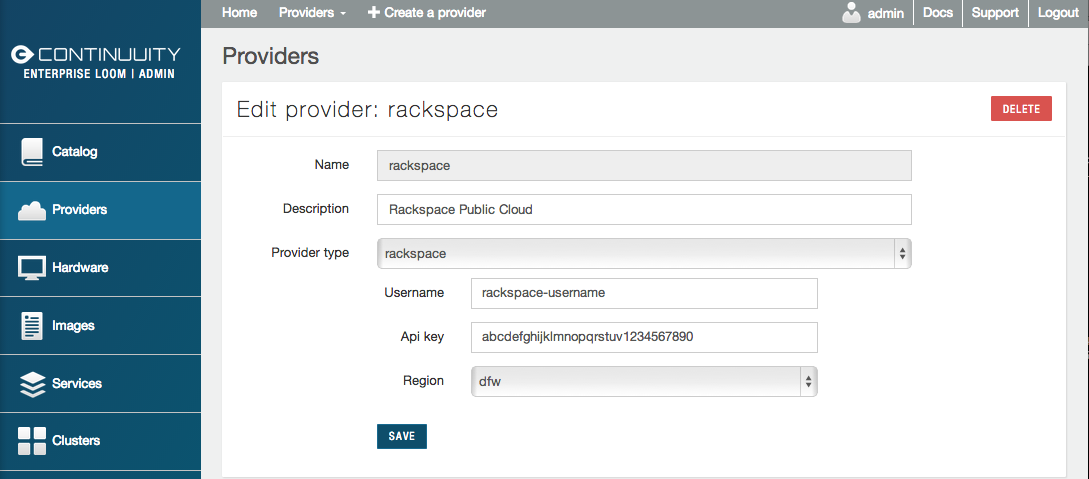 Home Providers Create a provider admin Docs Support Logout
CONTINUUITY
ENTERPRISE LOOM | ADMIN
Catalog
Providers
Hardware
Images
Services
Clusters
Providers
Edit provider: rackspace DELETE
Name rackspace
Description Rackspace Public Cloud
Provider type rackspace
Username rackspace-username
Api key abcdefghijklmnopqrstuv1234567890
Region dfw
SAVE